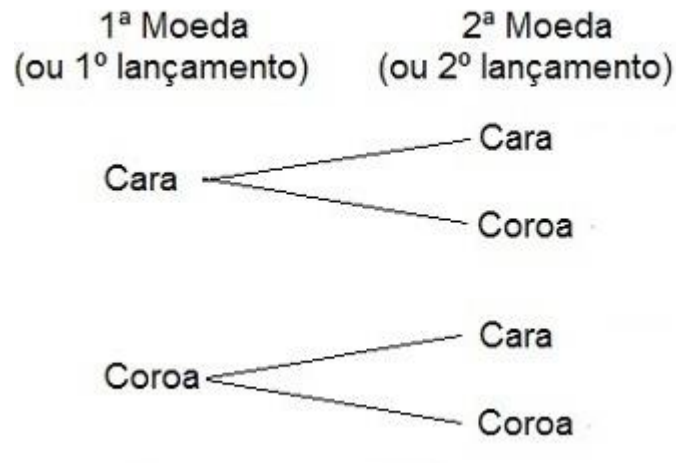 1ª Moeda 2ª Moeda
(ou 1º lançamento) (ou 2º lançamento)
Cara
Cara
Coroa
Cara
Coroa
Coroa